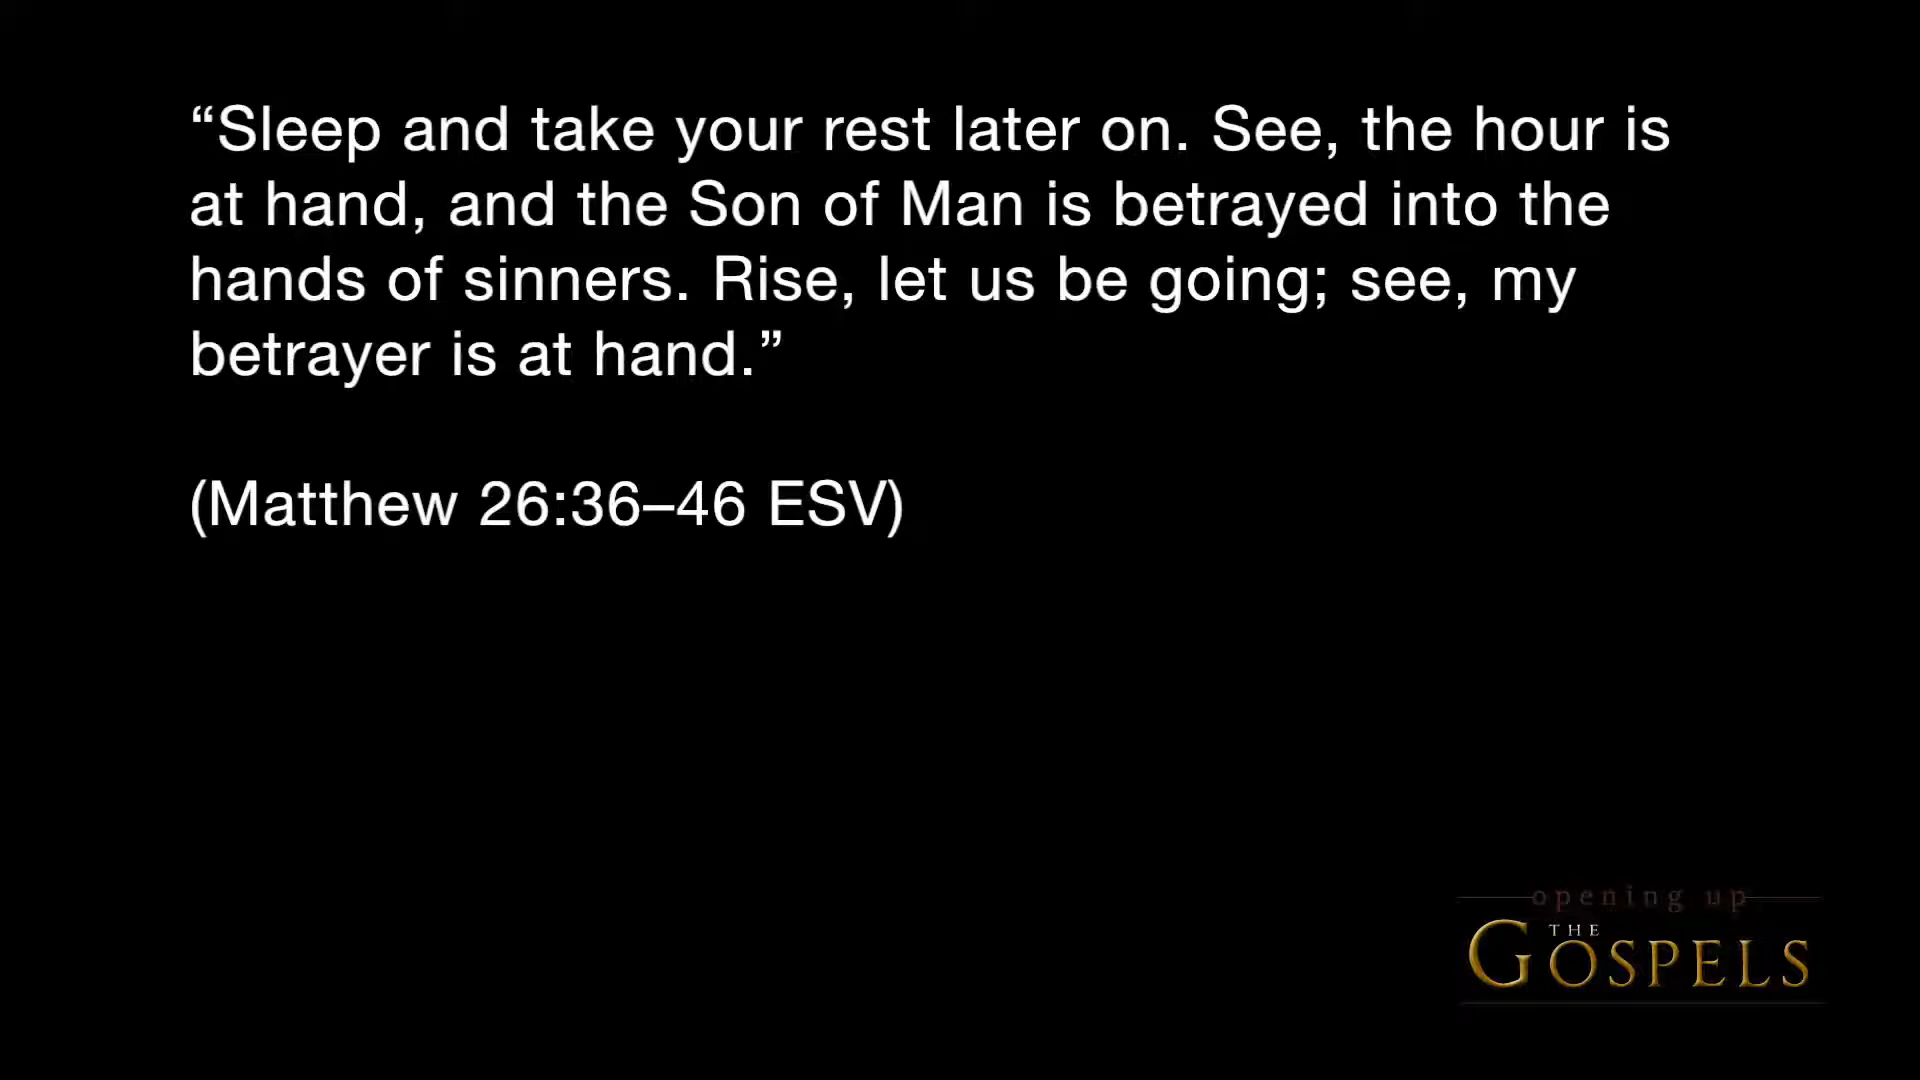 “Sleep and take your rest later on. See, the hour is
at hand, and the Son of Man is betrayed into the
hands of sinners. Rise, let us be going; see, my
betrayer is at hand.”
(Matthew 26:36–46 ESV)
opening up
THE
GOSPELS